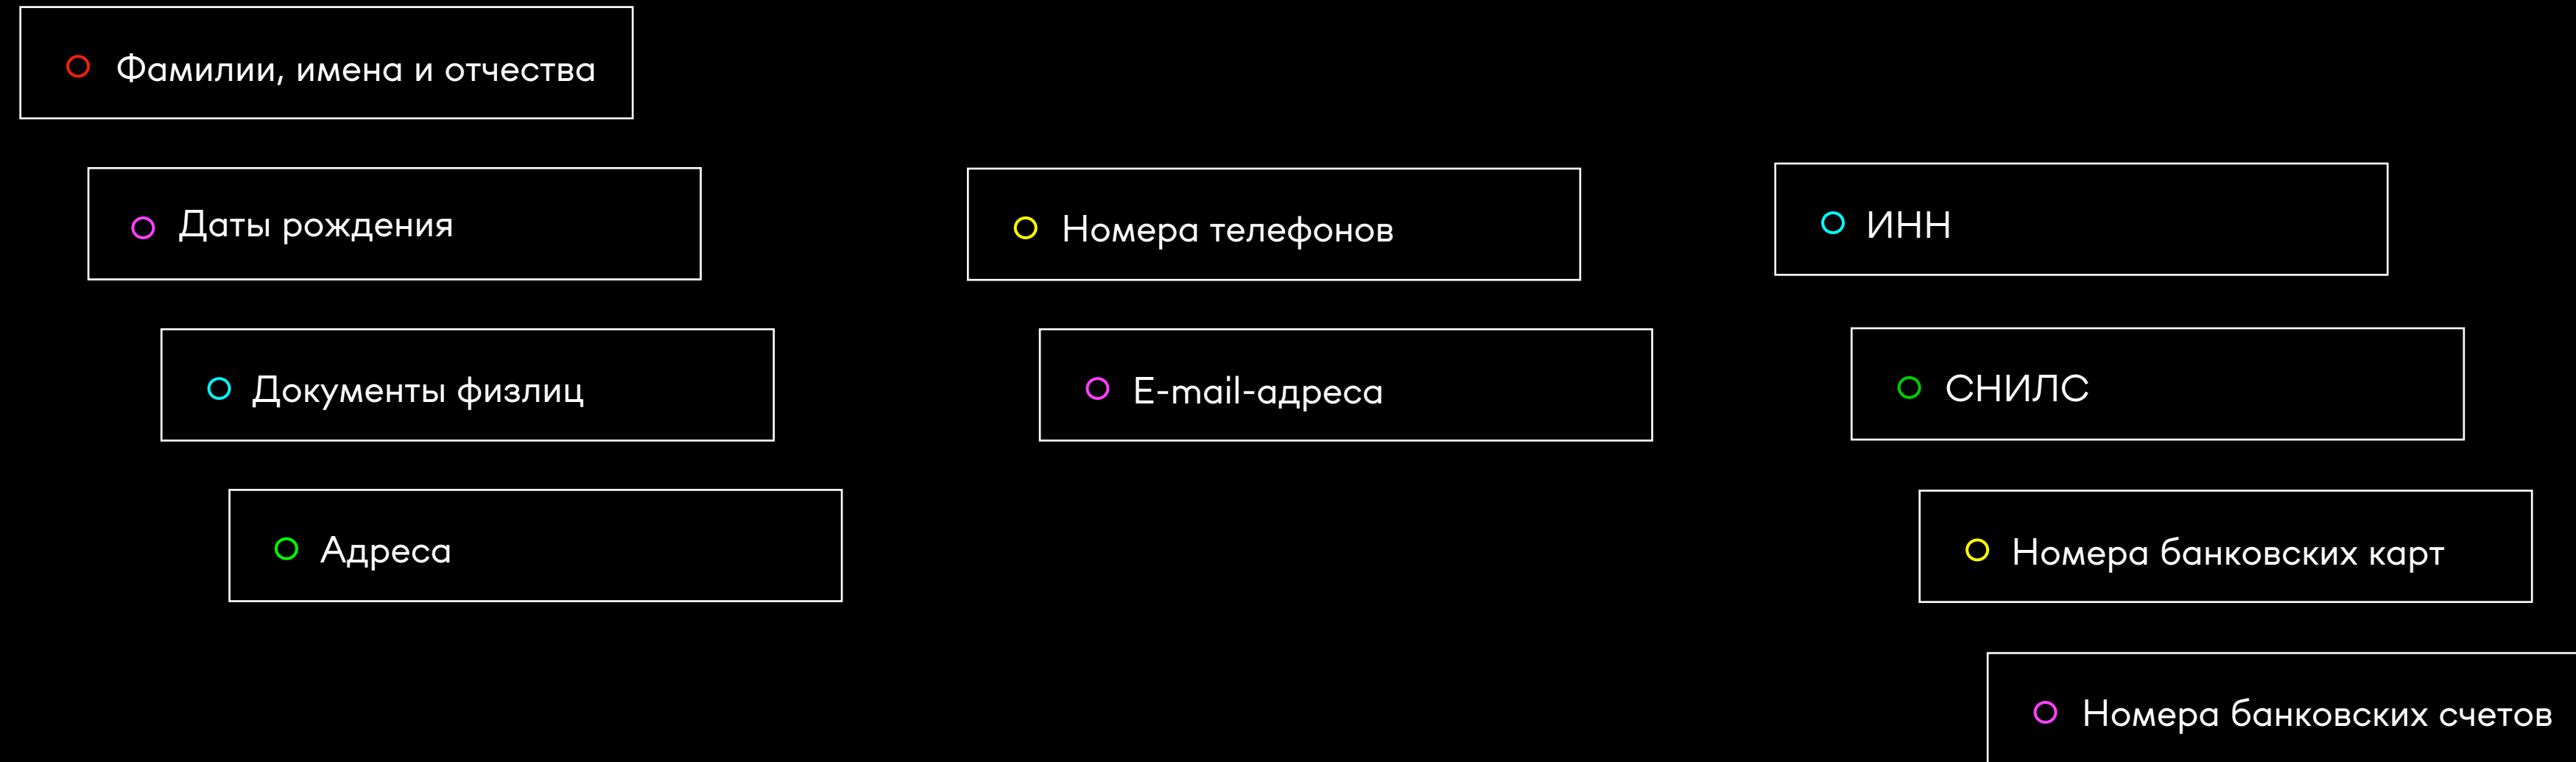 Фамилии, имена и отчества
Даты рождения
Документы физлиц
Адреса
Номера телефонов
E-mail-адреса
ИНН
СНИЛС
Номера банковских карт
Номера банковских счетов